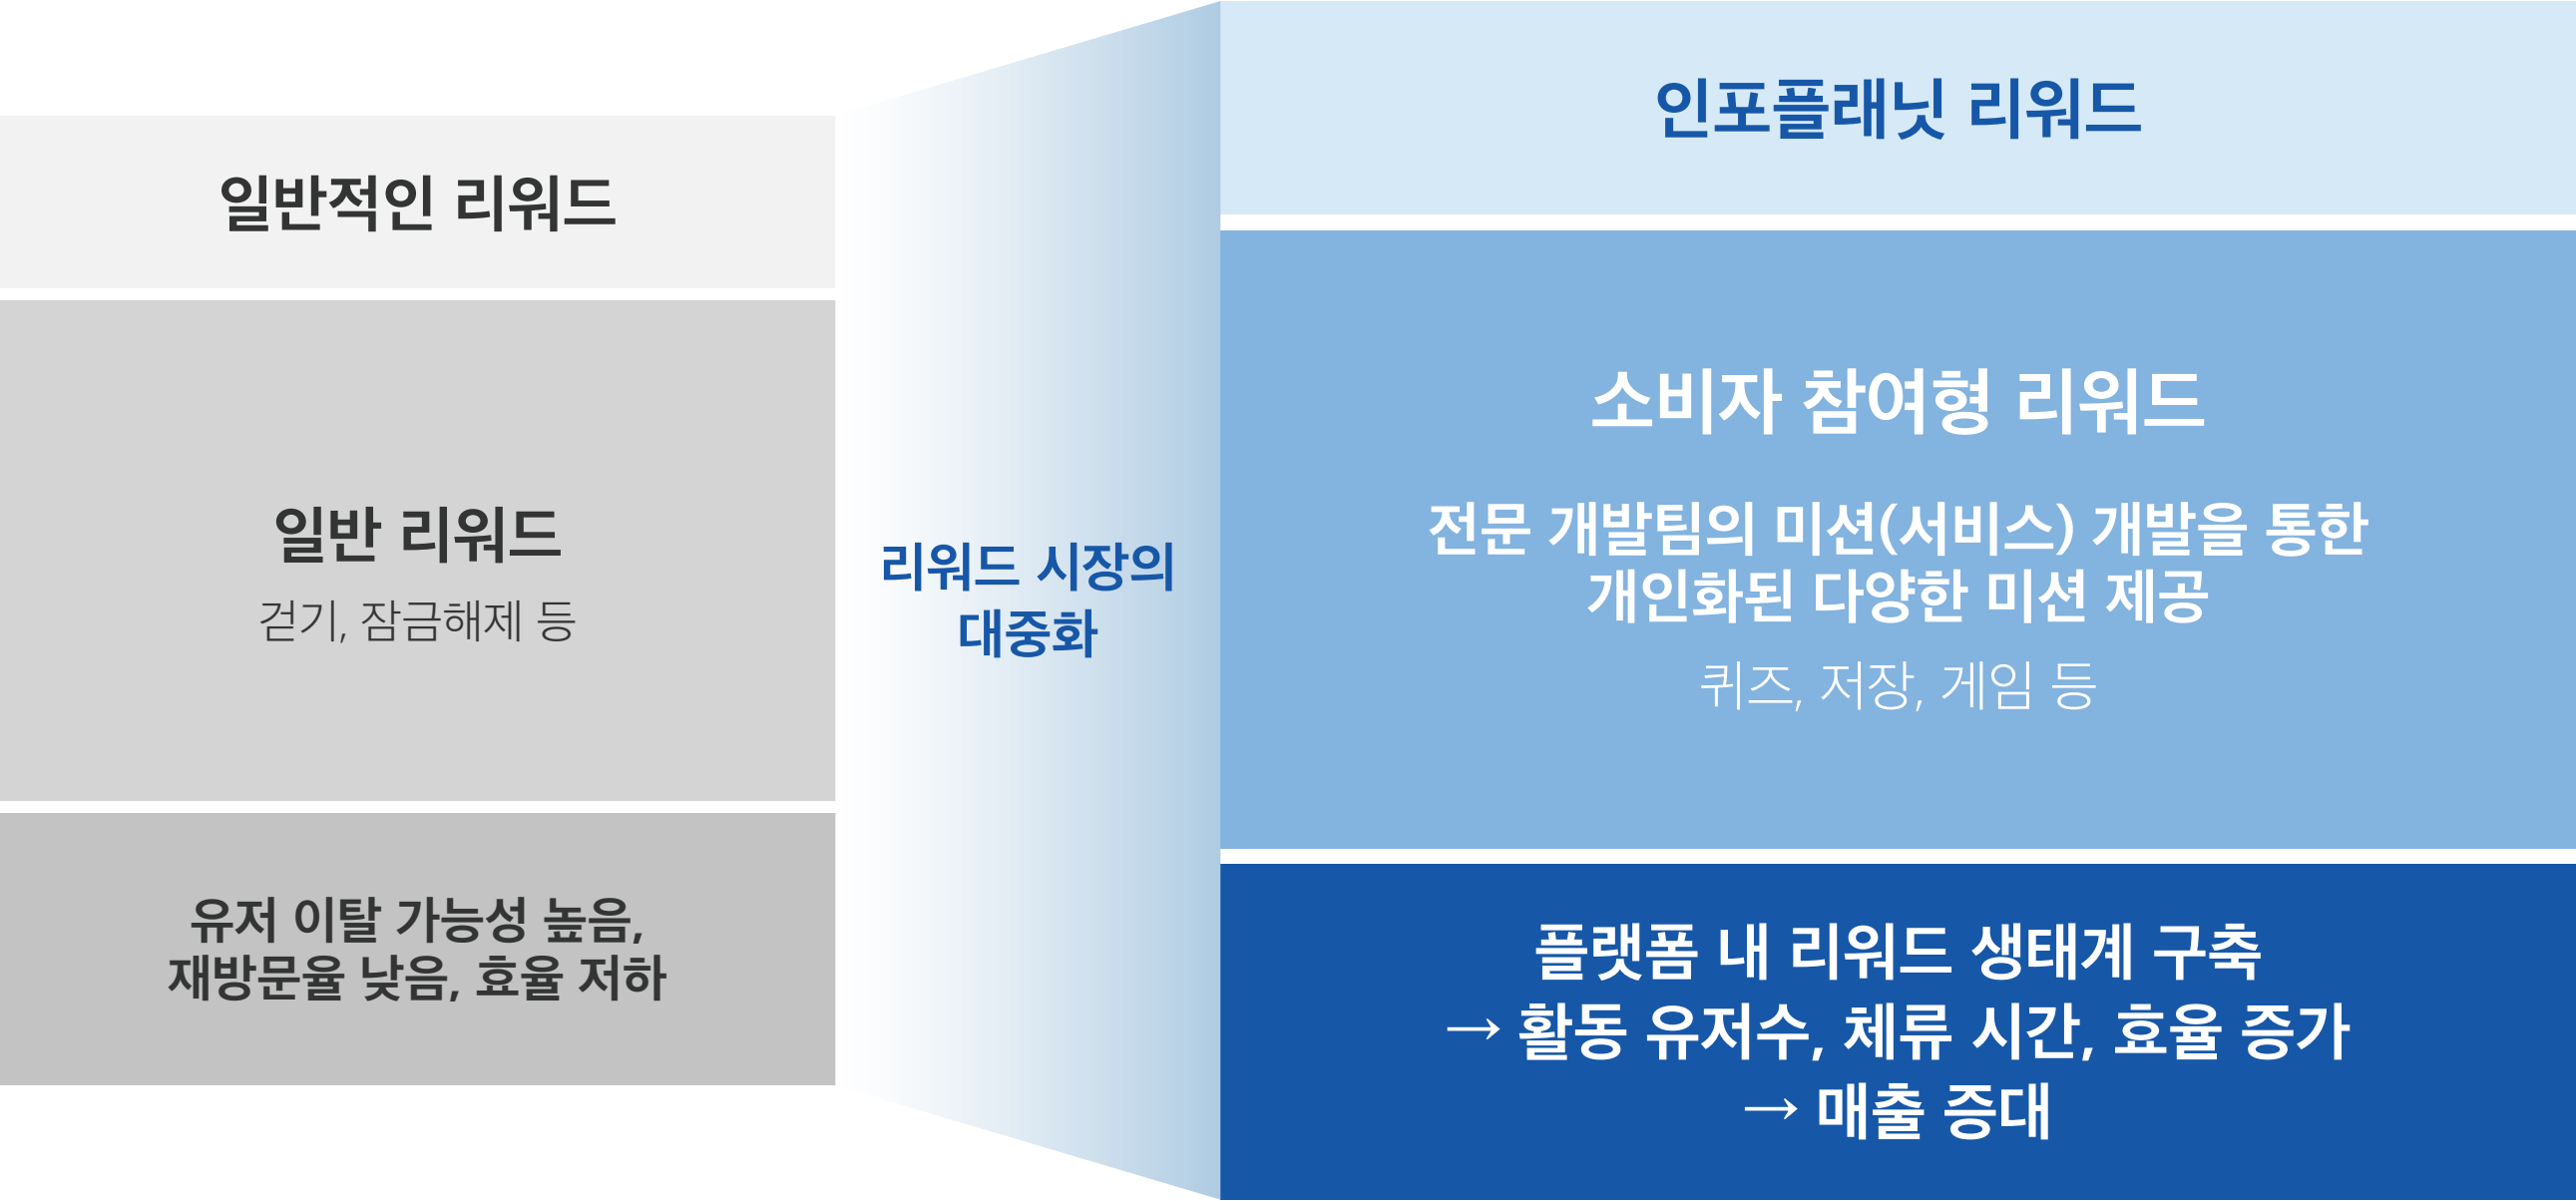 일반적인 리워드
일반 리워드
걷기, 잠금해제 등
유저 이탈 가능성 높음,
재방문율 낮음, 효율 저하
리워드 시장의
대중화
인포플래닛 리워드
소비자 참여형 리워드
전문 개발팀의 미션(서비스) 개발을 통한
개인화된 다양한 미션 제공
퀴즈, 저장, 게임 등
플랫폼 내 리워드 생태계 구축
→ 활동 유저수, 체류 시간, 효율 증가
→ 매출 증대